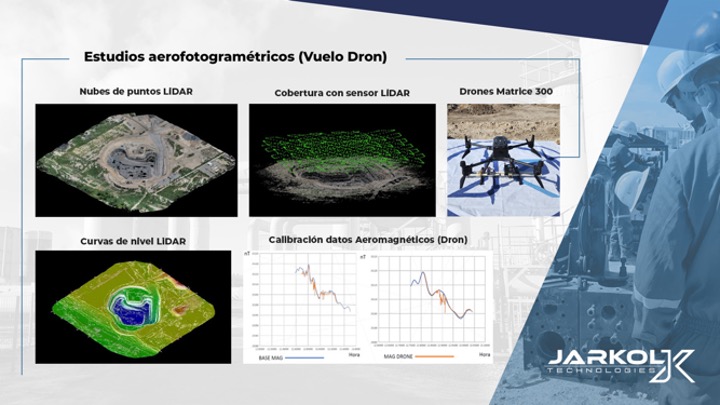 Estudios aerofotogramétricos (Vuelo Dron)
Nubes de puntos LiDAR
Cobertura con sensor LiDAR
Drones Matrice 300
Curvas de nivel LiDAR
Calibración datos Aeromagnéticos (Dron)
nT
nT
BASE MAG
Hora
MAG DRONE
Hora
JARKOL
TECHNOLOGIES